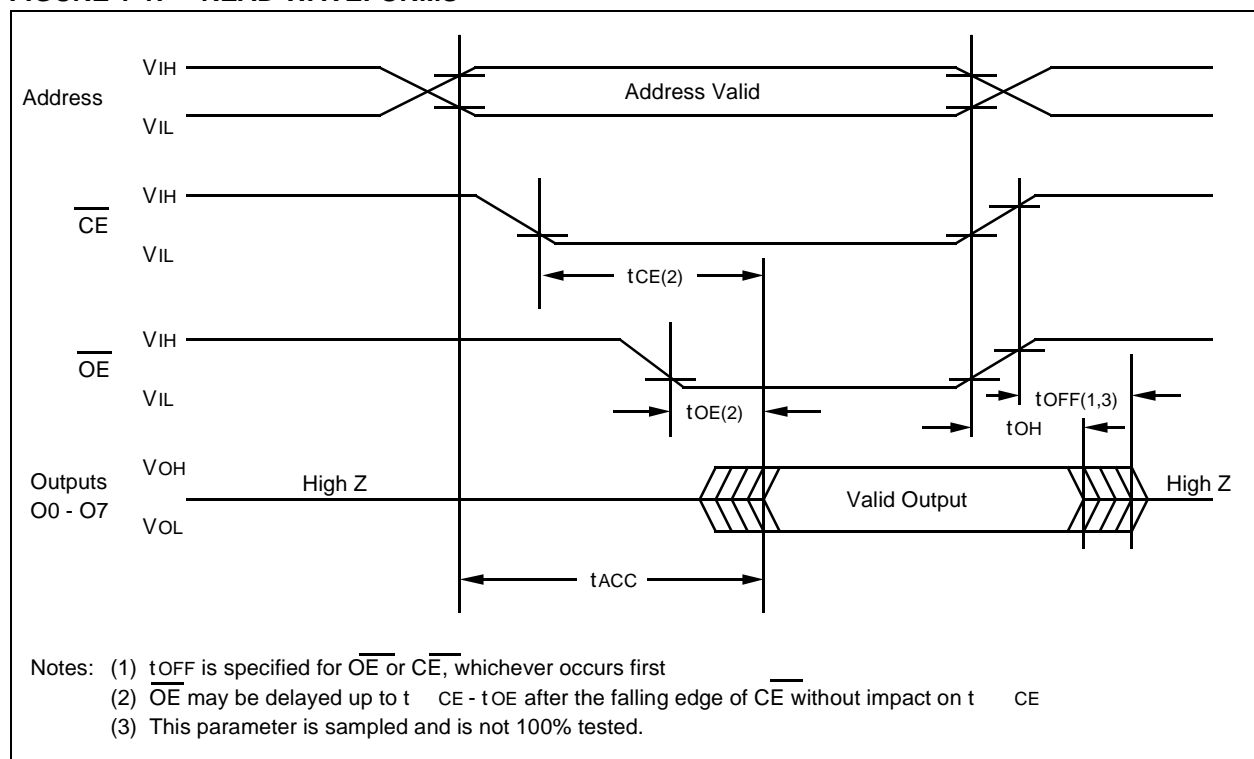 VIH
Address
Address Valid
VIL
VIH
CE
VIL
tCE(2)
VIH
OE
VIL
tOE(2)
tOFF(1,3)
tOH
VOH
Outputs
O0 - O7
High Z
Valid Output
High Z
VOL
tACC
Notes: (1) tOFF is specified for OE or CE, whichever occurs first
(2) OE may be delayed up to t CE - tOE after the falling edge of CE without impact on t CE
(3) This parameter is sampled and is not 100% tested.